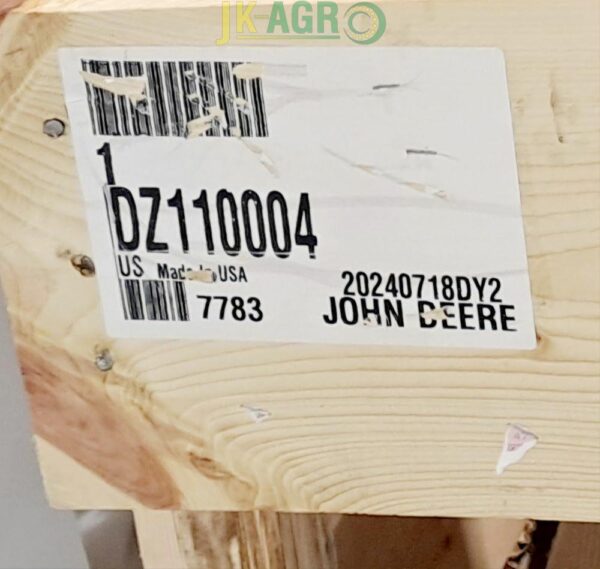 JK-AGRO
1
DZ110004
US Made In USA
7783
20240718DY2
JOHN DEERE